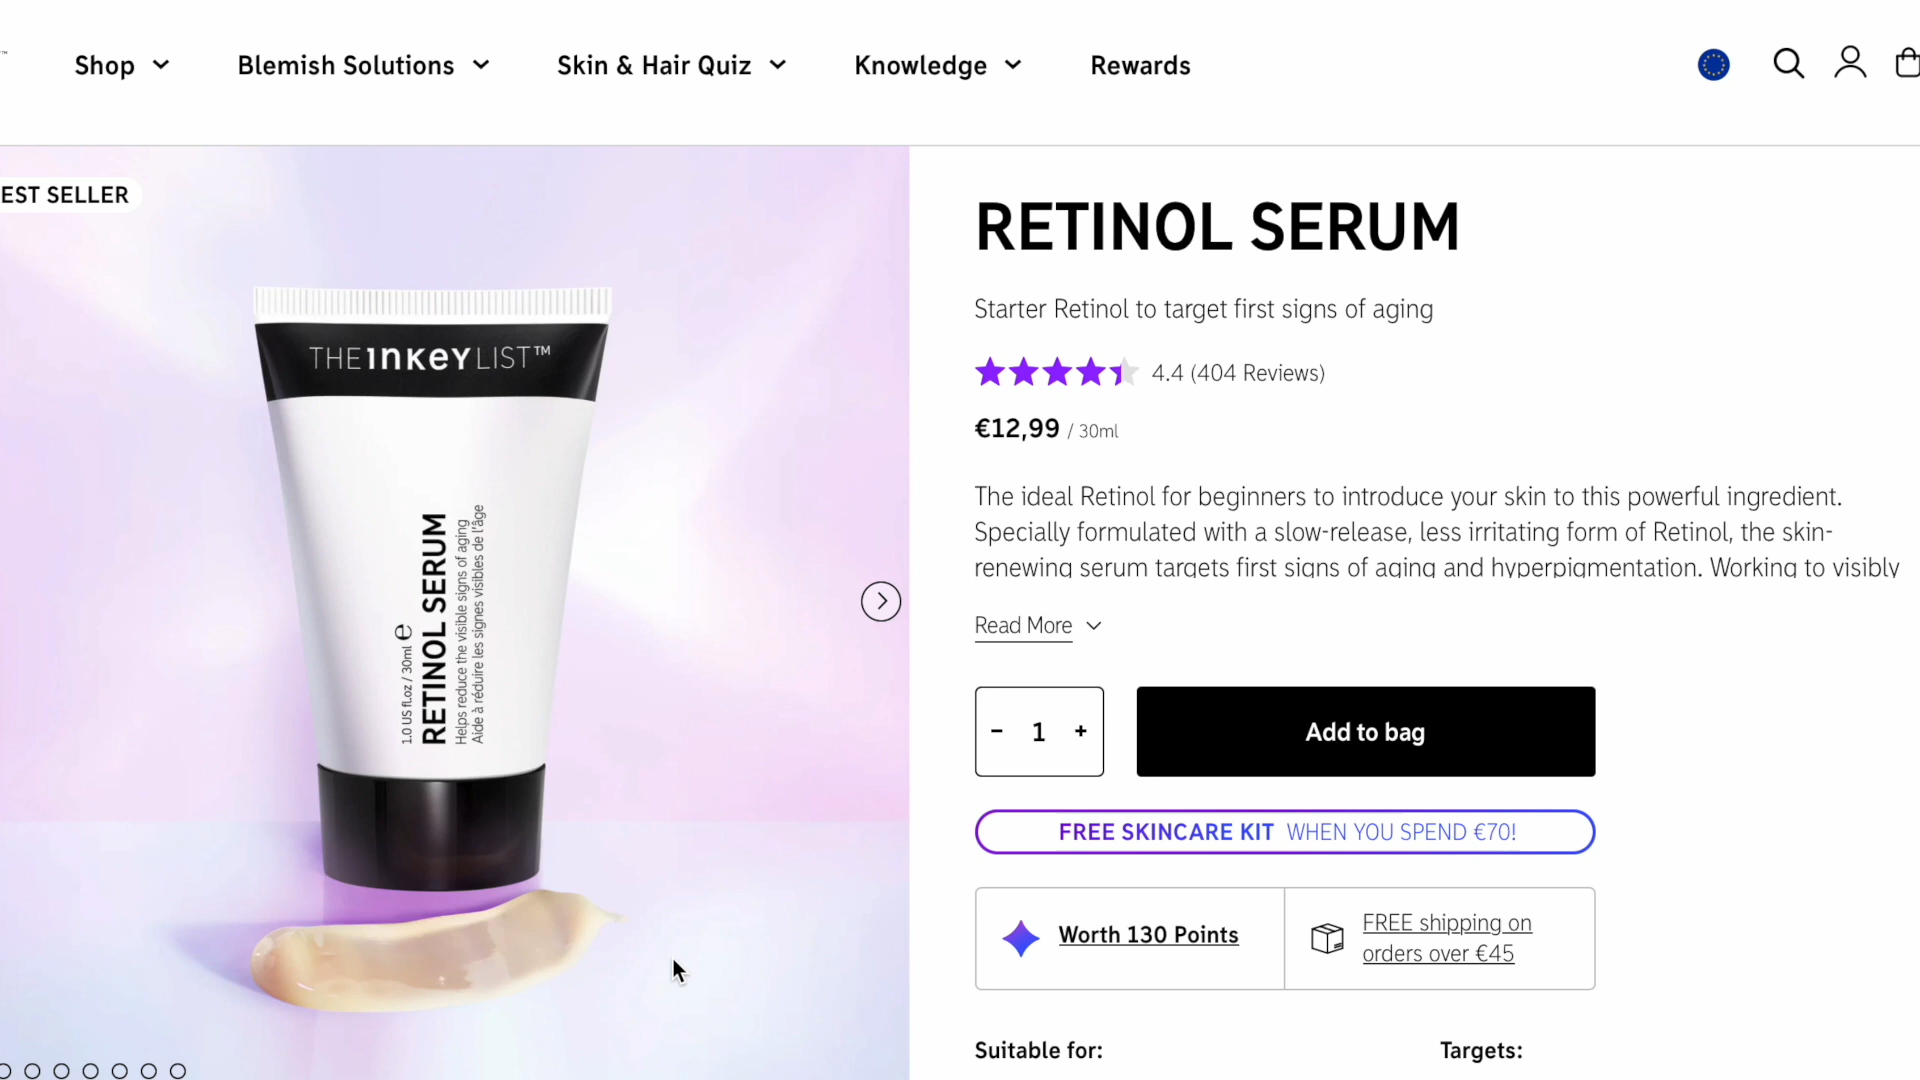 Shop
Blemish Solutions
Skin & Hair Quiz
Knowledge
Rewards
EST SELLER
THE INKEY LIST™
1.0 US fl.oz / 30ml e
RETINOL SERUM
Helps reduce the visible signs of aging
Aide à réduire les signes visibles de l'âge
RETINOL SERUM
Starter Retinol to target first signs of aging
4.4 (404 Reviews)
€12,99 / 30ml
The ideal Retinol for beginners to introduce your skin to this powerful ingredient.
Specially formulated with a slow-release, less irritating form of Retinol, the skin-
renewing serum targets first signs of aging and hyperpigmentation. Working to visibly
Read More
- 1 +
Add to bag
FREE SKINCARE KIT WHEN YOU SPEND €70!
Worth 130 Points
FREE shipping on
orders over €45
Suitable for:
Targets: